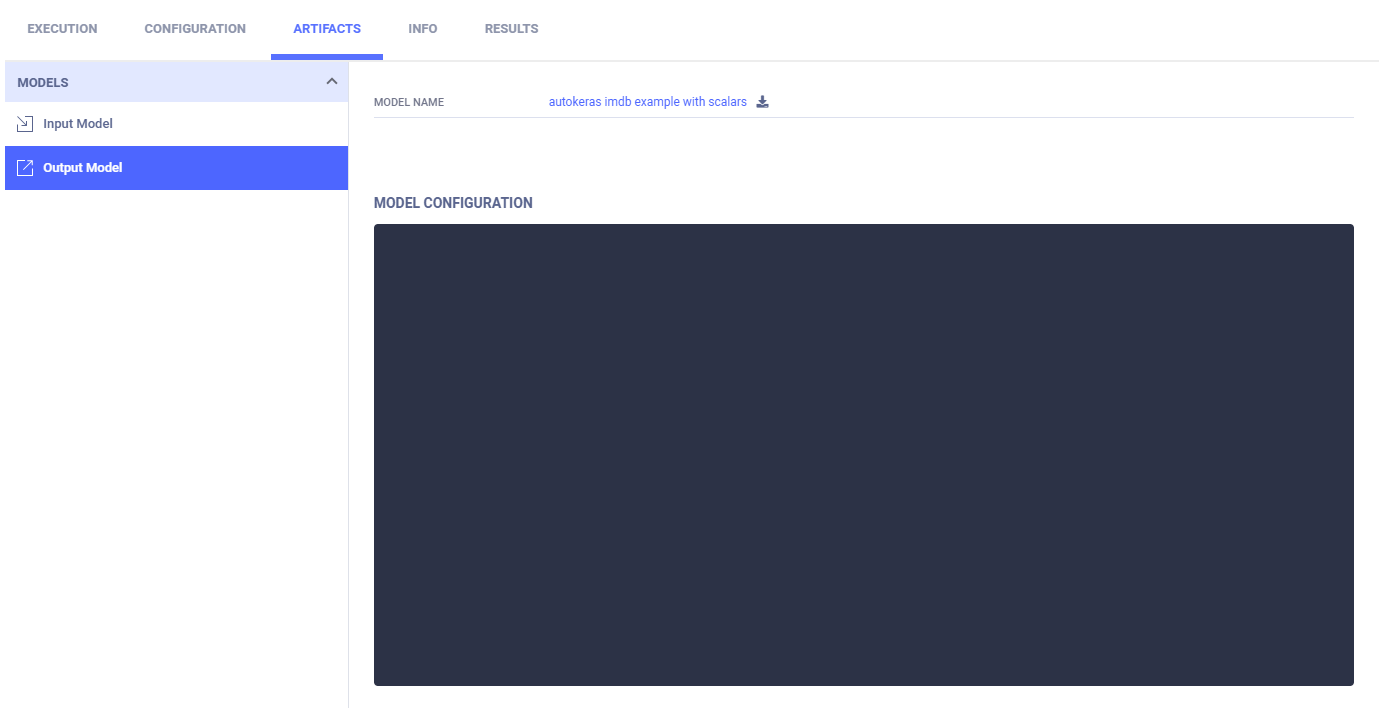 EXECUTION CONFIGURATION ARTIFACTS INFO RESULTS
MODELS
Input Model
Output Model
MODEL NAME autokeras imdb example with scalars
MODEL CONFIGURATION